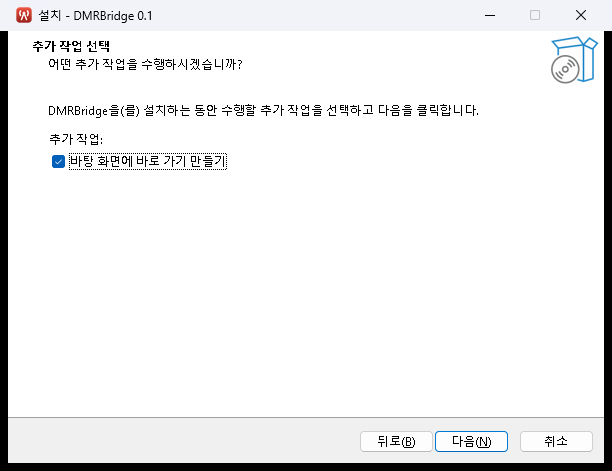 설치 - DMRBridge 0.1
추가 작업 선택
어떤 추가 작업을 수행하시겠습니까?
DMRBridge을(를) 설치하는 동안 수행할 추가 작업을 선택하고 다음을 클릭합니다.
추가 작업:
바탕 화면에 바로 가기 만들기
뒤로(B) 다음(N) 취소